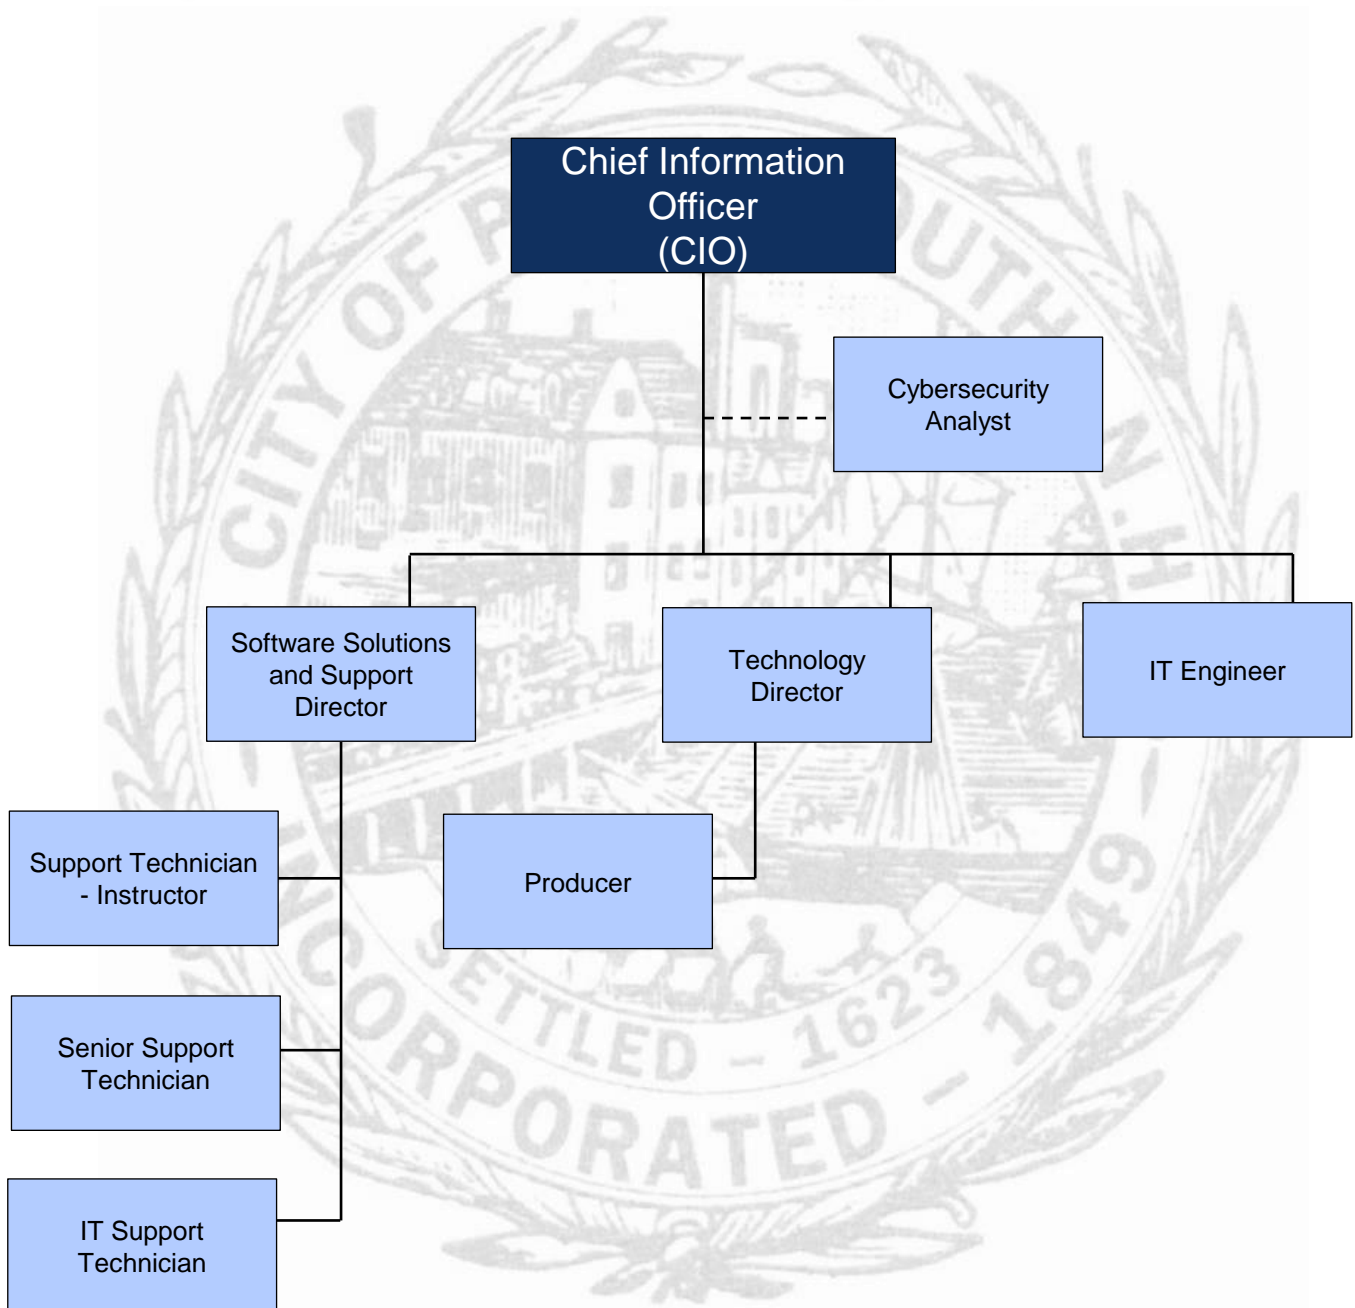 Chief Information
Officer
(CIO)
Cybersecurity
Analyst
Software Solutions
and Support
Director
Technology
Director
IT Engineer
Support Technician
- Instructor
Producer
Senior Support
Technician
IT Support
Technician
CITY OF P OUTH N.H.
SETTLED – 1623
INCORPORATED – 1849